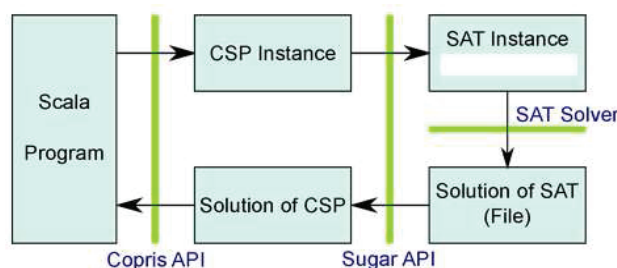 Scala
Program
CSP Instance
SAT Instance
SAT Solver
Solution of CSP
Solution of SAT
(File)
Copris API
Sugar API